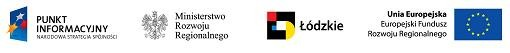 PUNKT
INFORMACYJNY
NARODOWA STRATEGIA SPÓJNOŚCI
Ministerstwo
Rozwoju
Regionalnego
Łódzkie
Unia Europejska
Europejski Fundusz
Rozwoju Regionalnego